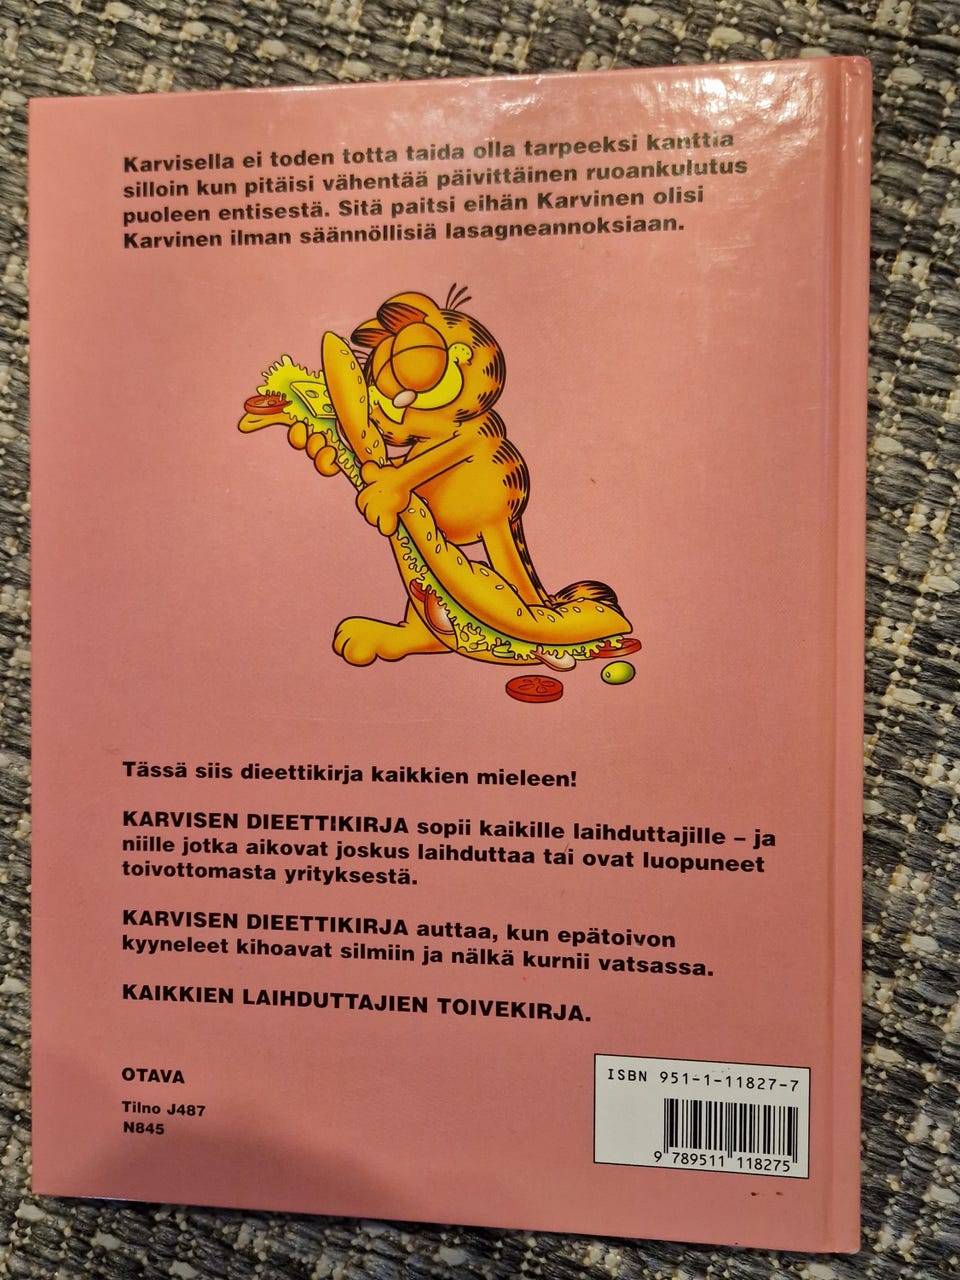 Karvisella ei toden totta taida olla tarpeeksi kanttia
silloin kun pitäisi vähentää päivittäinen ruoankulutus
puoleen entisestä. Sitä paitsi eihän Karvinen olisi
Karvinen ilman säännöllisiä lasagneannoksiaan.
Tässä siis dieettikirja kaikkien mieleen!
KARVISEN DIEETTIKIRJA sopii kaikille laihduttajille – ja
niille jotka aikovat joskus laihduttaa tai ovat luopuneet
toivottomasta yrityksestä.
KARVISEN DIEETTIKIRJA auttaa, kun epätoivon
kyyneleet kihoavat silmiin ja nälkä kurnii vatsassa.
KAIKKIEN LAIHDUTTAJIEN TOIVEKIRJA.
OTAVA
Tilno J487
N845
ISBN 951-1-11827-7
9 789511 118275